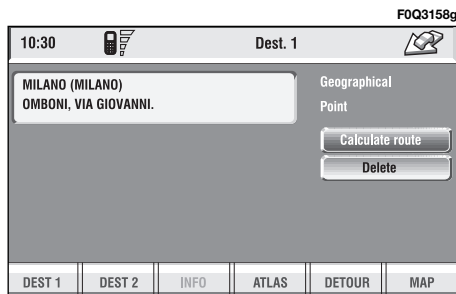 F0Q3158g
10:30 Dest. 1
MILANO (MILANO)
OMBONI, VIA GIOVANNI.
Geographical
Point
Calculate route
Delete
DEST 1 DEST 2 INFO ATLAS DETOUR MAP